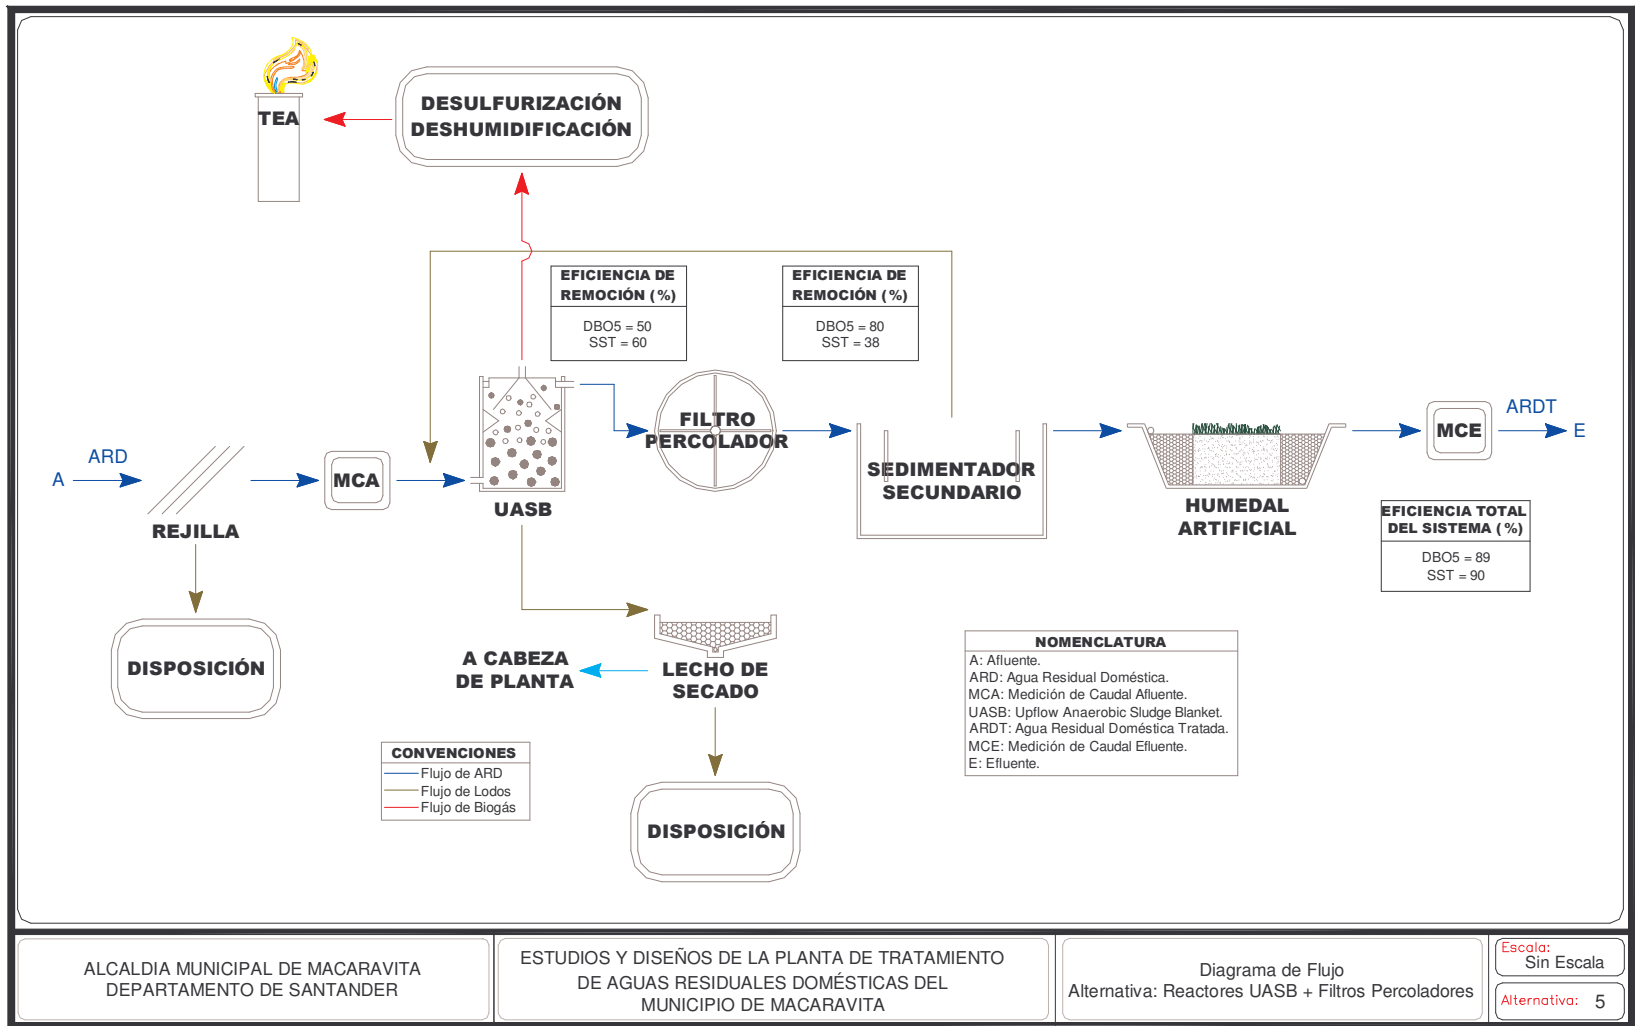 TEA
DESULFURIZACIÓN
DESHUMIDIFICACIÓN
EFICIENCIA DE
REMOCIÓN (%)
DBO5 = 50
SST = 60
EFICIENCIA DE
REMOCIÓN (%)
DBO5 = 80
SST = 38
A
ARD
REJILLA
MCA
UASB
FILTRO
PERCOLADOR
SEDIMENTADOR
SECUNDARIO
HUMEDAL
ARTIFICIAL
MCE
ARDT
E
EFICIENCIA TOTAL
DEL SISTEMA (%)
DBO5 = 89
SST = 90
DISPOSICIÓN
A CABEZA
DE PLANTA
LECHO DE
SECADO
DISPOSICIÓN
CONVENCIONES
Flujo de ARD
Flujo de Lodos
Flujo de Biogás
NOMENCLATURA
A: Afluente.
ARD: Agua Residual Doméstica.
MCA: Medición de Caudal Afluente.
UASB: Upflow Anaerobic Sludge Blanket.
ARDT: Agua Residual Doméstica Tratada.
MCE: Medición de Caudal Efluente.
E: Efluente.
ALCALDIA MUNICIPAL DE MACARAVITA
DEPARTAMENTO DE SANTANDER
ESTUDIOS Y DISEÑOS DE LA PLANTA DE TRATAMIENTO
DE AGUAS RESIDUALES DOMÉSTICAS DEL
MUNICIPIO DE MACARAVITA
Diagrama de Flujo
Alternativa: Reactores UASB + Filtros Percoladores
Escala:
Sin Escala
Alternativa: 5